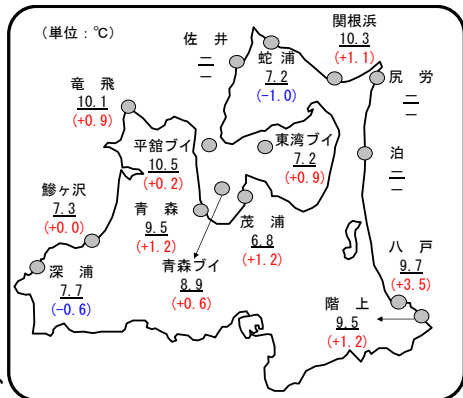 (単位：℃)
佐井
―
―
蛇浦
7.2
(−1.0)
関根浜
10.3
(+1.1)
尻労
―
―
竜飛
10.1
(+0.9)
平舘ブイ
10.5
(+0.2)
東湾ブイ
7.2
(+0.9)
泊
―
―
鰺ヶ沢
7.3
(+0.0)
青森
9.5
(+1.2)
茂浦
6.8
(+1.2)
青森ブイ
8.9
(+0.6)
八戸
9.7
(+3.5)
深浦
7.7
(−0.6)
階上
9.5
(+1.2)